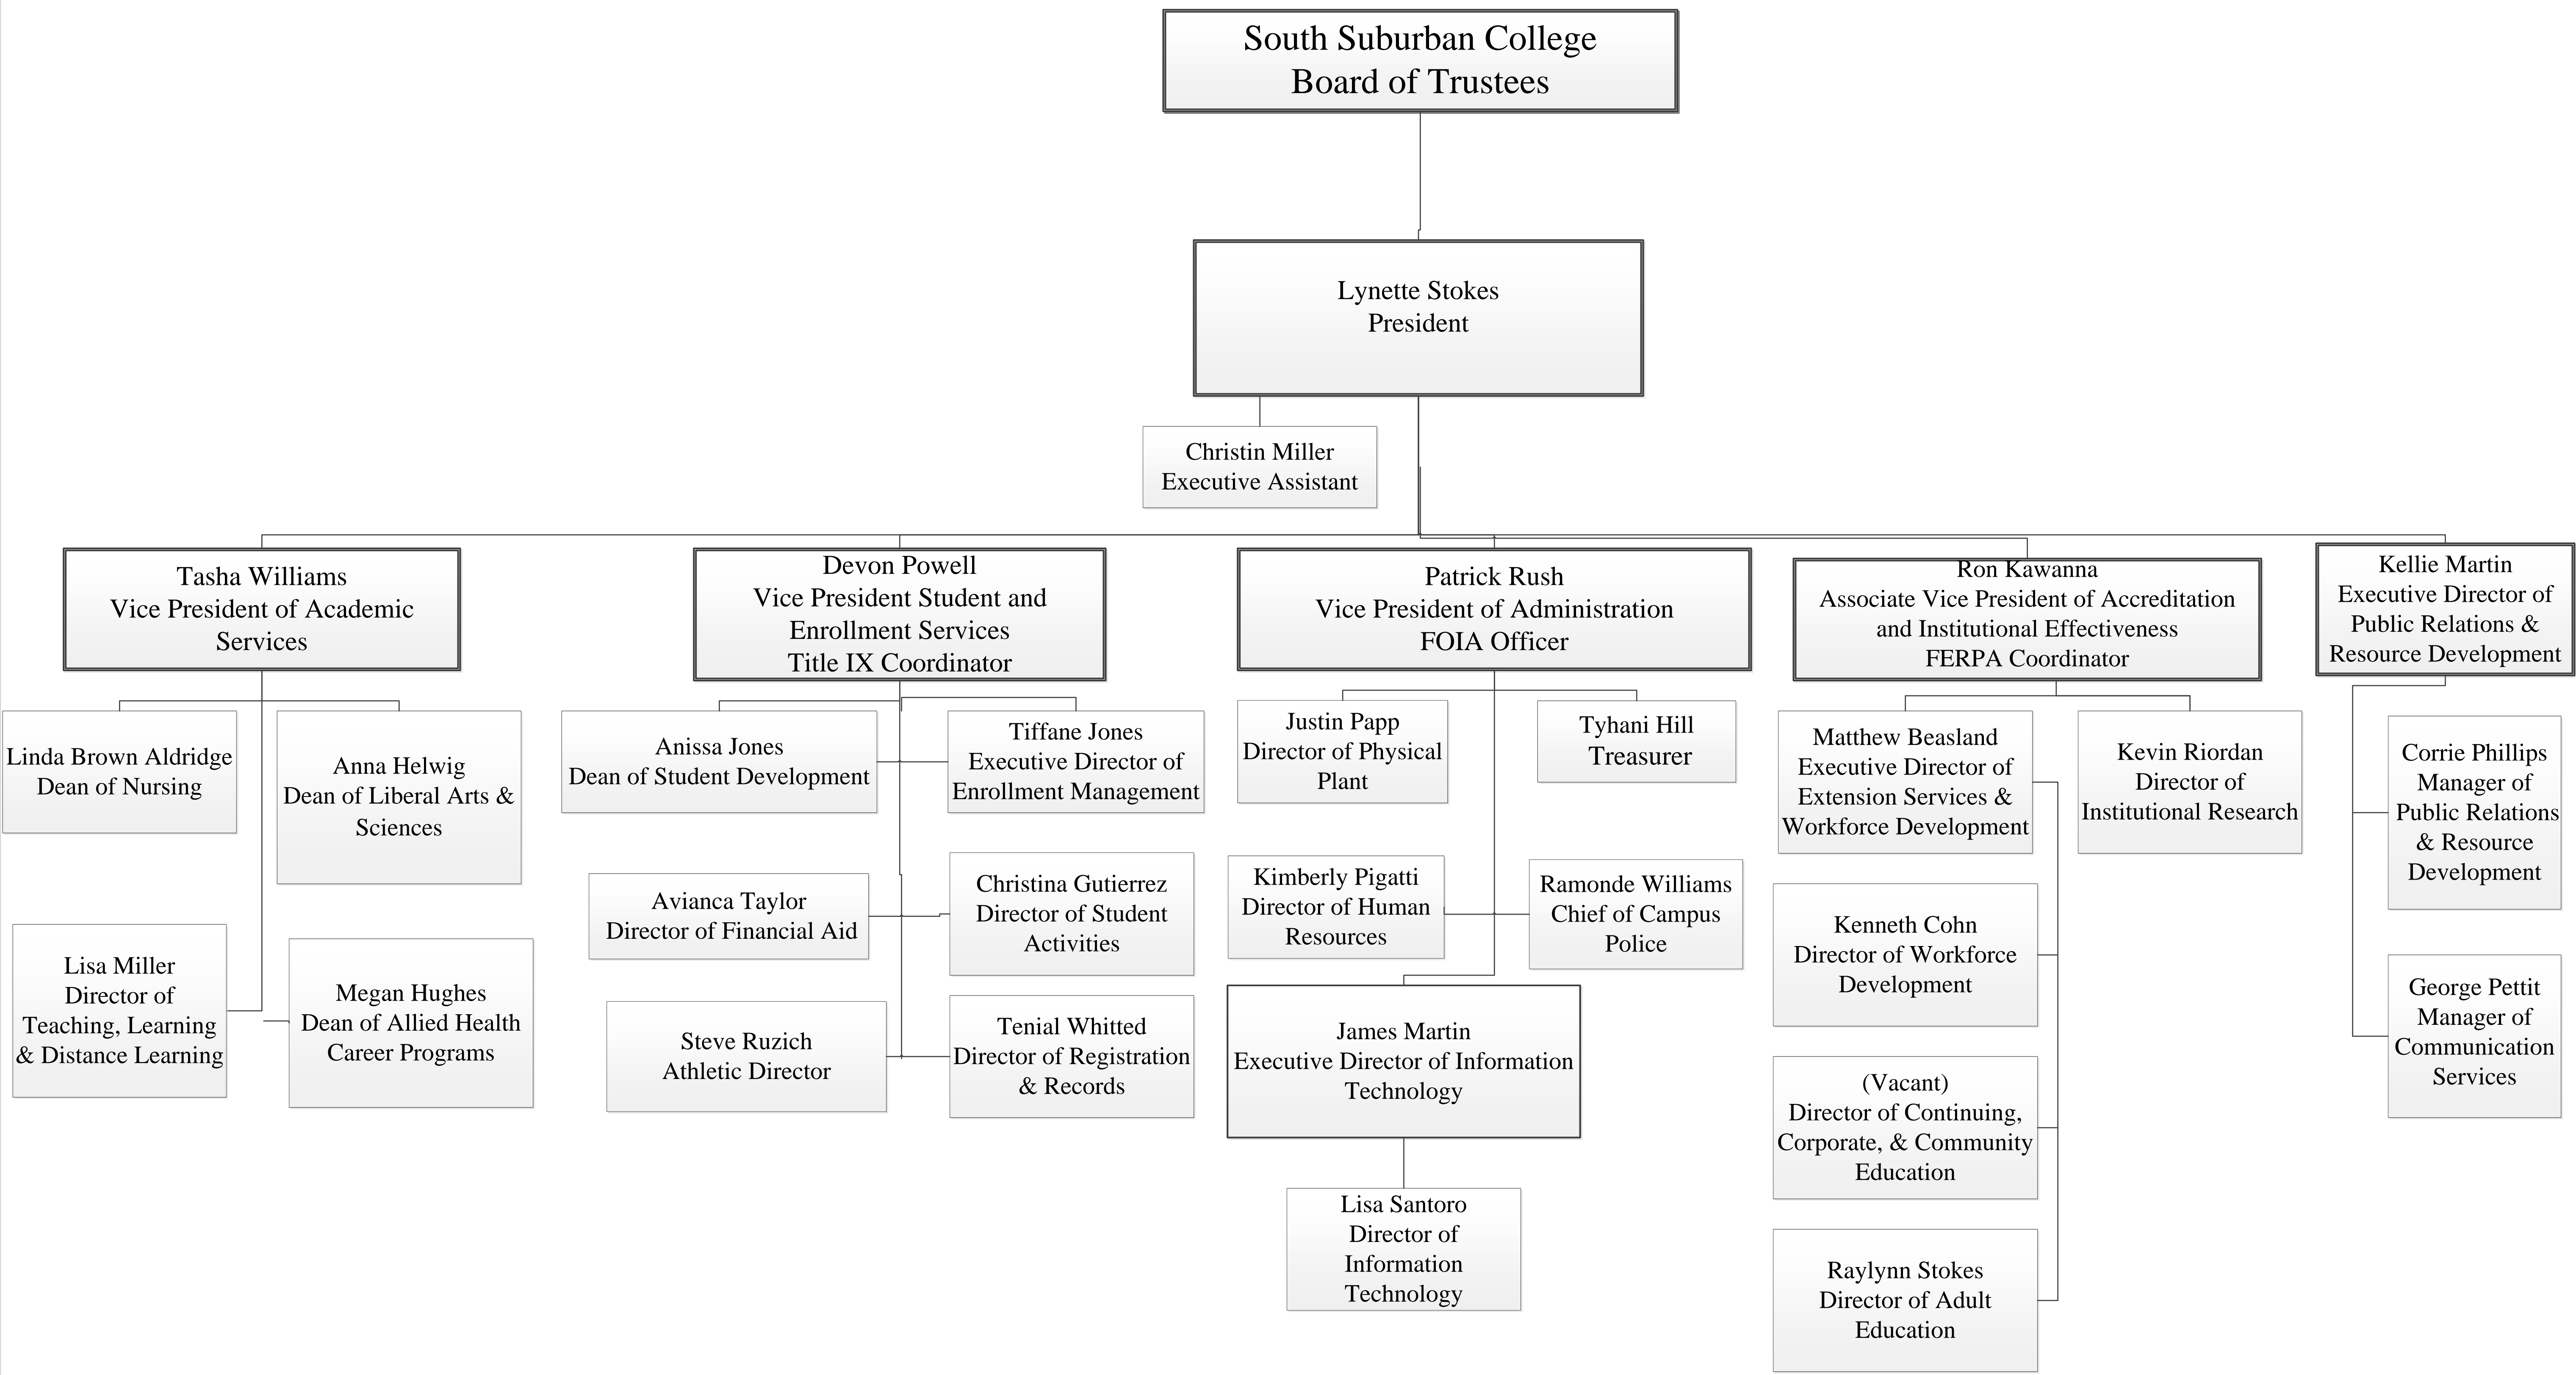 South Suburban College
Board of Trustees
Lynette Stokes
President
Christin Miller
Executive Assistant
Tasha Williams
Vice President of Academic
Services
Devon Powell
Vice President Student and
Enrollment Services
Title IX Coordinator
Patrick Rush
Vice President of Administration
FOIA Officer
Ron Kawanna
Associate Vice President of Accreditation
and Institutional Effectiveness
FERPA Coordinator
Kellie Martin
Executive Director of
Public Relations &
Resource Development
Linda Brown Aldridge
Dean of Nursing
Anna Helwig
Dean of Liberal Arts &
Sciences
Lisa Miller
Director of
Teaching, Learning
& Distance Learning
Megan Hughes
Dean of Allied Health
Career Programs
Anissa Jones
Dean of Student Development
Tiffane Jones
Executive Director of
Enrollment Management
Avianca Taylor
Director of Financial Aid
Christina Gutierrez
Director of Student
Activities
Steve Ruzich
Athletic Director
Tenial Whitted
Director of Registration
& Records
Justin Papp
Director of Physical
Plant
Tyhani Hill
Treasurer
Kimberly Pigatti
Director of Human
Resources
Ramonde Williams
Chief of Campus
Police
James Martin
Executive Director of Information
Technology
Lisa Santoro
Director of
Information
Technology
Matthew Beasland
Executive Director of
Extension Services &
Workforce Development
Kevin Riordan
Director of
Institutional Research
Kenneth Cohn
Director of Workforce
Development
(Vacant)
Director of Continuing,
Corporate, & Community
Education
Raylynn Stokes
Director of Adult
Education
Corrie Phillips
Manager of
Public Relations
& Resource
Development
George Pettit
Manager of
Communication
Services